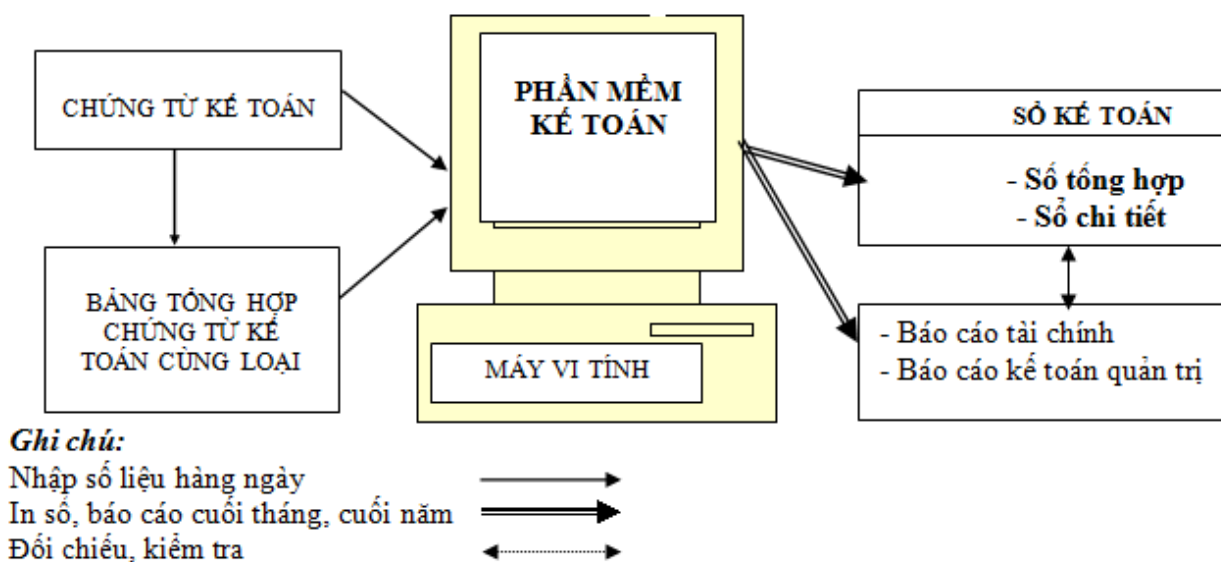 CHỨNG TỪ KẾ TOÁN
BẢNG TỔNG HỢP
CHỨNG TỪ KẾ
TOÁN CÙNG LOẠI
PHẦN MỀM
KẾ TOÁN
MÁY VI TÍNH
SỔ KẾ TOÁN
- Số tổng hợp
- Sổ chi tiết
- Báo cáo tài chính
- Báo cáo kế toán quản trị
Ghi chú:
Nhập số liệu hàng ngày
In sổ, báo cáo cuối tháng, cuối năm
Đối chiếu, kiểm tra